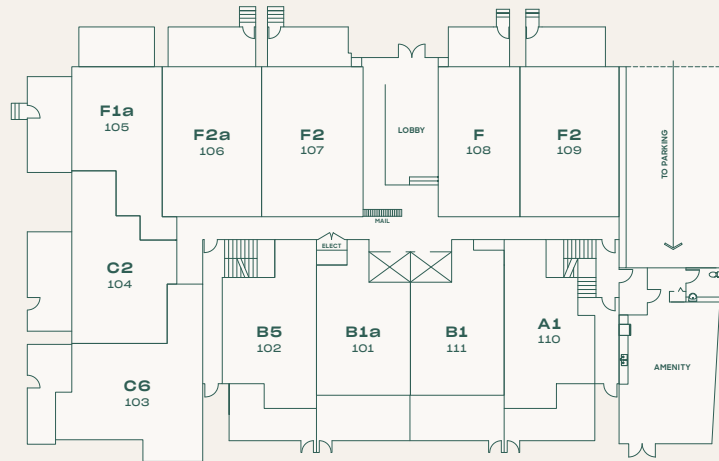 F1a
105
F2a
106
F2
107
LOBBY
F
108
F2
109
TO PARKING
MAIL
ELECT
C2
104
B5
102
B1a
101
B1
111
A1
110
C6
103
AMENITY